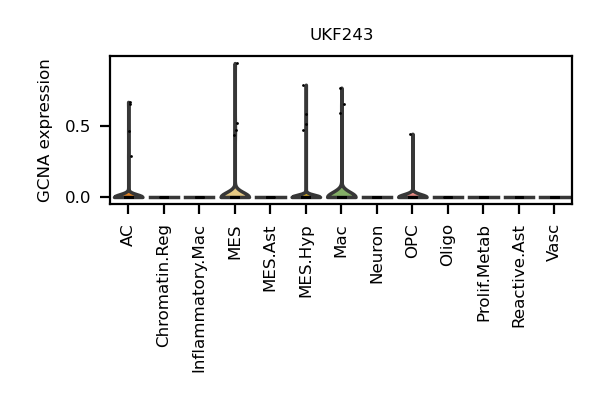 UKF243
GCNA expression
0.5
0.0
AC
Chromatin.Reg
Inflammatory.Mac
MES
MES.Ast
MES.Hyp
Mac
Neuron
OPC
Oligo
Prolif.Metab
Reactive.Ast
Vasc